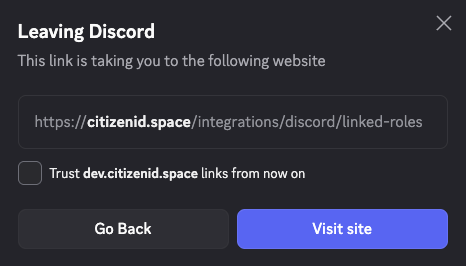 Leaving Discord
This link is taking you to the following website
https://citizenid.space/integrations/discord/linked-roles
Trust dev.citizenid.space links from now on
Go Back
Visit site